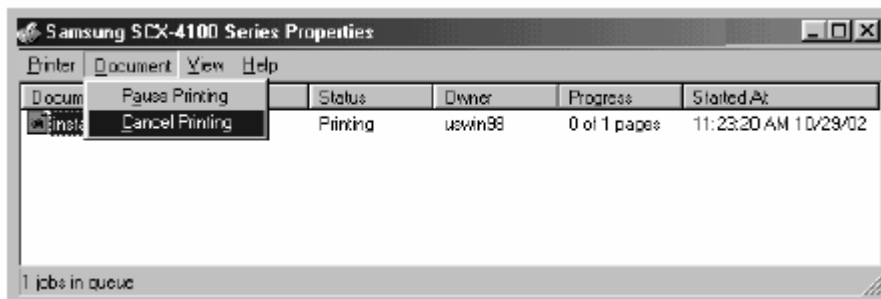 Samsung SCX-4100 Series Properties
Printer Document View Help
Docum Status Owner Progress Started At
Pause Printing
insta Printing uswin98 0 of 1 pages 11:23:20 AM 10/29/02
Cancel Printing
1 jobs in queue